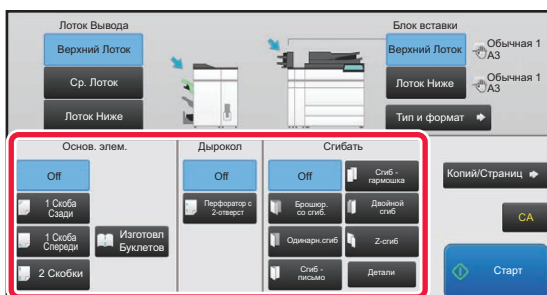 Лоток Вывода
Блок вставки
Верхний Лоток
Ср. Лоток
Лоток Ниже
Верхний Лоток
Обычная 1
A3
Лоток Ниже
Обычная 1
A3
Тип и формат
Основ. элем.
Дырокол
Сгибать
Off
1 Скоба
Сзади
1 Скоба
Спереди
Изготовл
Буклетов
2 Скобки
Off
Перфоратор с
2-отверст
Off
Сгиб -
гармошка
Брошюр.
со сгиб.
Двойной
сгиб
Одинарн.сгиб
Z-сгиб
Сгиб -
письмо
Детали
Копий/Страниц
CA
Старт